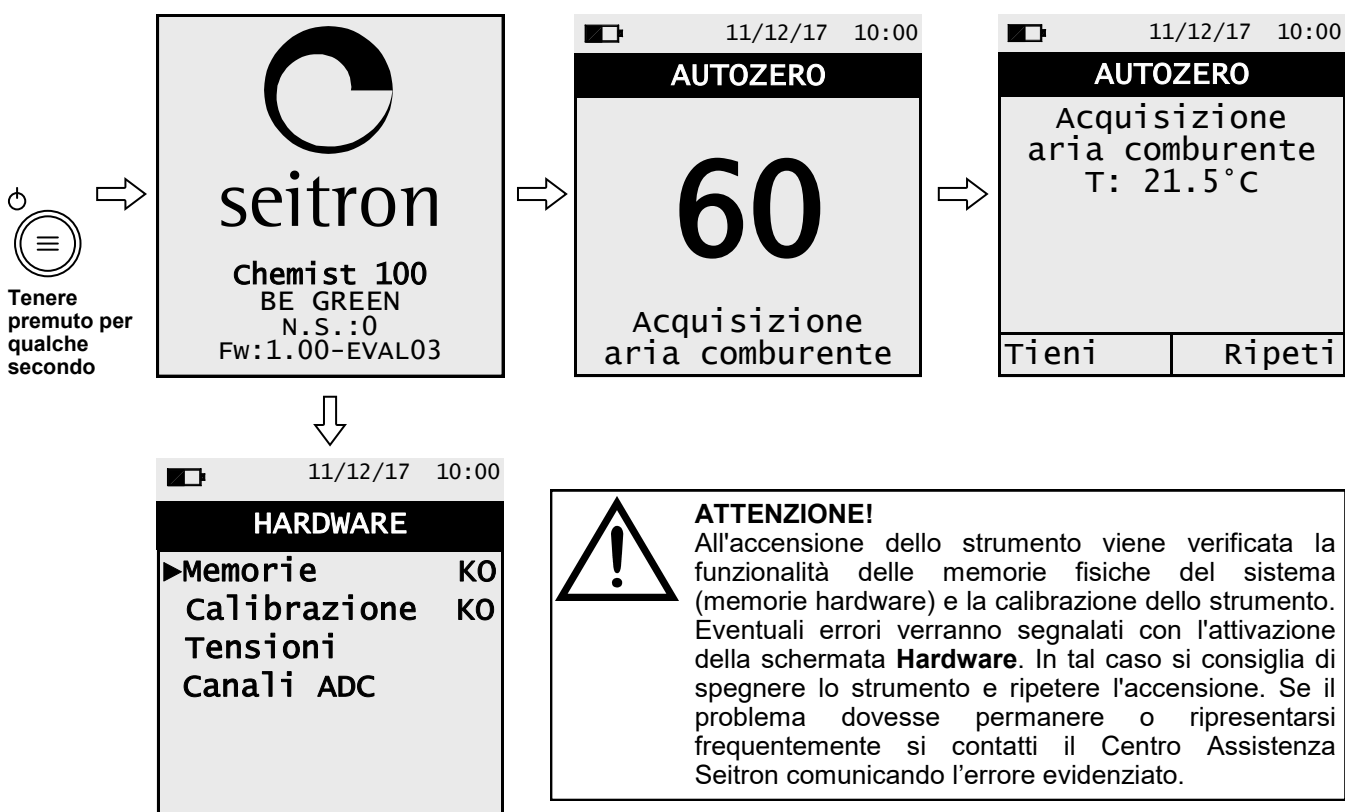 Tenere
premuto per
qualche
secondo
seitron
Chemist 100
BE GREEN
N.S.:0
Fw:1.00-EVAL03
11/12/17 10:00
AUTOZERO
60
Acquisizione
aria comburente
11/12/17 10:00
AUTOZERO
Acquisizione
aria comburente
T: 21.5°C
Tieni Ripeti
11/12/17 10:00
HARDWARE
►Memorie KO
Calibrazione KO
Tensioni
Canali ADC
ATTENZIONE!
All'accensione dello strumento viene verificata la
funzionalità delle memorie fisiche del sistema
(memorie hardware) e la calibrazione dello strumento.
Eventuali errori verranno segnalati con l'attivazione
della schermata Hardware. In tal caso si consiglia di
spegnere lo strumento e ripetere l'accensione. Se il
problema dovesse permanere o ripresentarsi
frequentemente si contatti il Centro Assistenza
Seitron comunicando l’errore evidenziato.